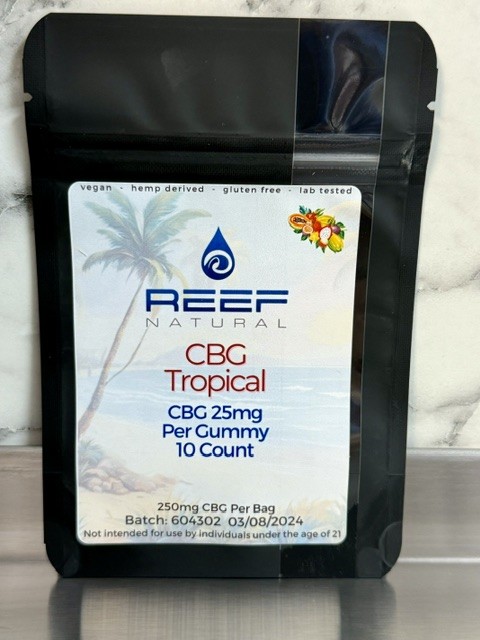 vegan - hemp derived - gluten free - lab tested
REEF
NATURAL
CBG
Tropical
CBG 25mg
Per Gummy
10 Count
250mg CBG Per Bag
Batch: 604302 03/08/2024
Not intended for use by individuals under the age of 21